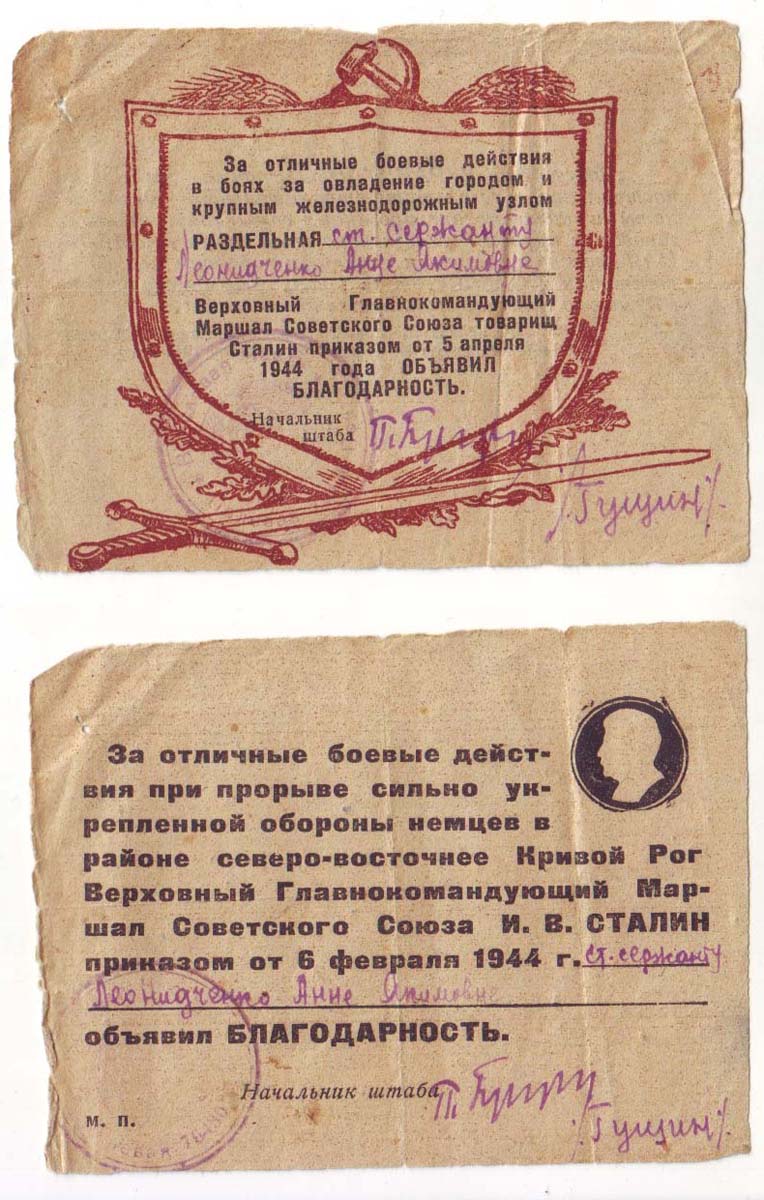 За отличные боевые действия
в боях за овладение городом и
крупным железнодорожным узлом
РАЗДЕЛЬНАЯ ст. сержанту
Леонидченко Анне Якимовне
Верховный Главнокомандующий
Маршал Советского Союза товарищ
Сталин приказом от 5 апреля
1944 года ОБЪЯВИЛ
БЛАГОДАРНОСТЬ.
Начальник
штаба
/Гущин/.
За отличные боевые дейст-
вия при прорыве сильно ук-
репленной обороны немцев в
районе северо-восточнее Кривой Рог
Верховный Главнокомандующий Мар-
шал Советского Союза И. В. СТАЛИН
приказом от 6 февраля 1944 г. ст. сержанту
Леонидченко Анне Якимовне
объявил БЛАГОДАРНОСТЬ.
Начальник штаба
/Гущин/.
М. П.